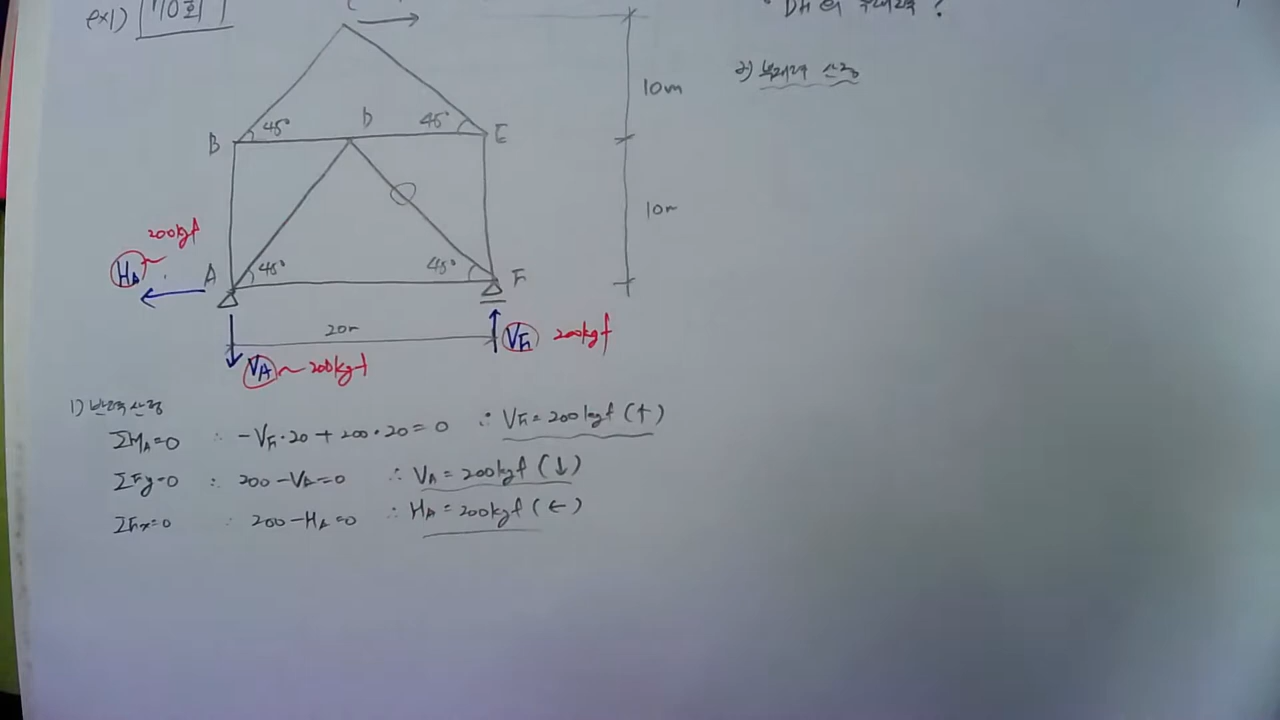 ex1) 110회
10m
2) 부재력 산정
B 45° D 45° E
10m
200kgf
HA
A 45° 45° F
20m
VF 200kgf
VA ~ 200kgf
1) 반력 산정
ΣMA=0 : -VF·20 + 200·20 = 0 ∴ VF = 200kgf (↑)
ΣFy=0 : 200 - VA = 0 ∴ VA = 200kgf (↓)
ΣFx=0 : 200 - HA = 0 ∴ HA = 200kgf (←)